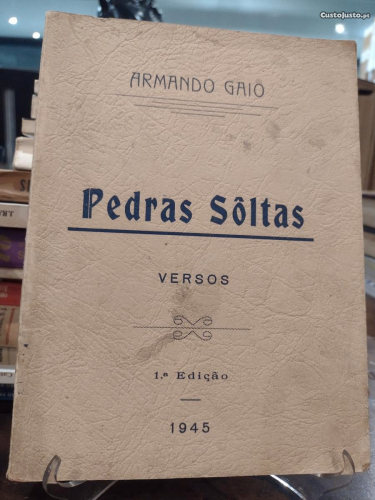 CustoJusto.pt
ARMANDO GAIO
Pedras Sôltas
VERSOS
1.ª Edição
1945